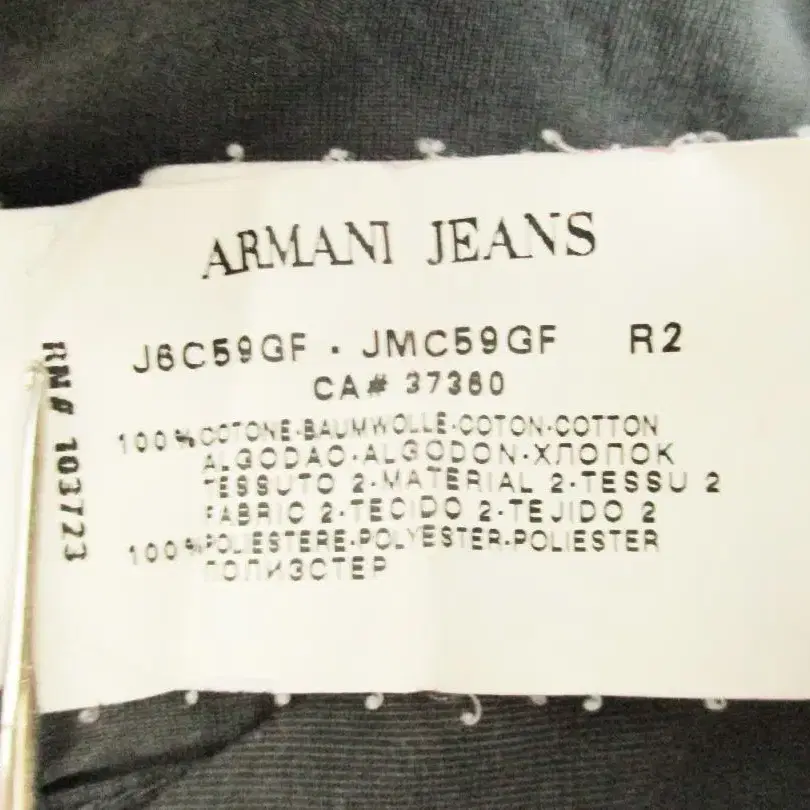 ARMANI JEANS
J6C59GF . JMC59GF R2
CA# 37360
100%COTONE-BAUMWOLLE-COTON-COTTON
ALGODAO-ALGODON-ХЛОПОК
TESSUTO 2-MATERIAL 2-TESSU 2
FABRIC 2-TECIDO 2-TEJIDO 2
100%POLIESTERE-POLYESTER-POLIESTER
ПОЛИЭСТЕР
RN# 103723